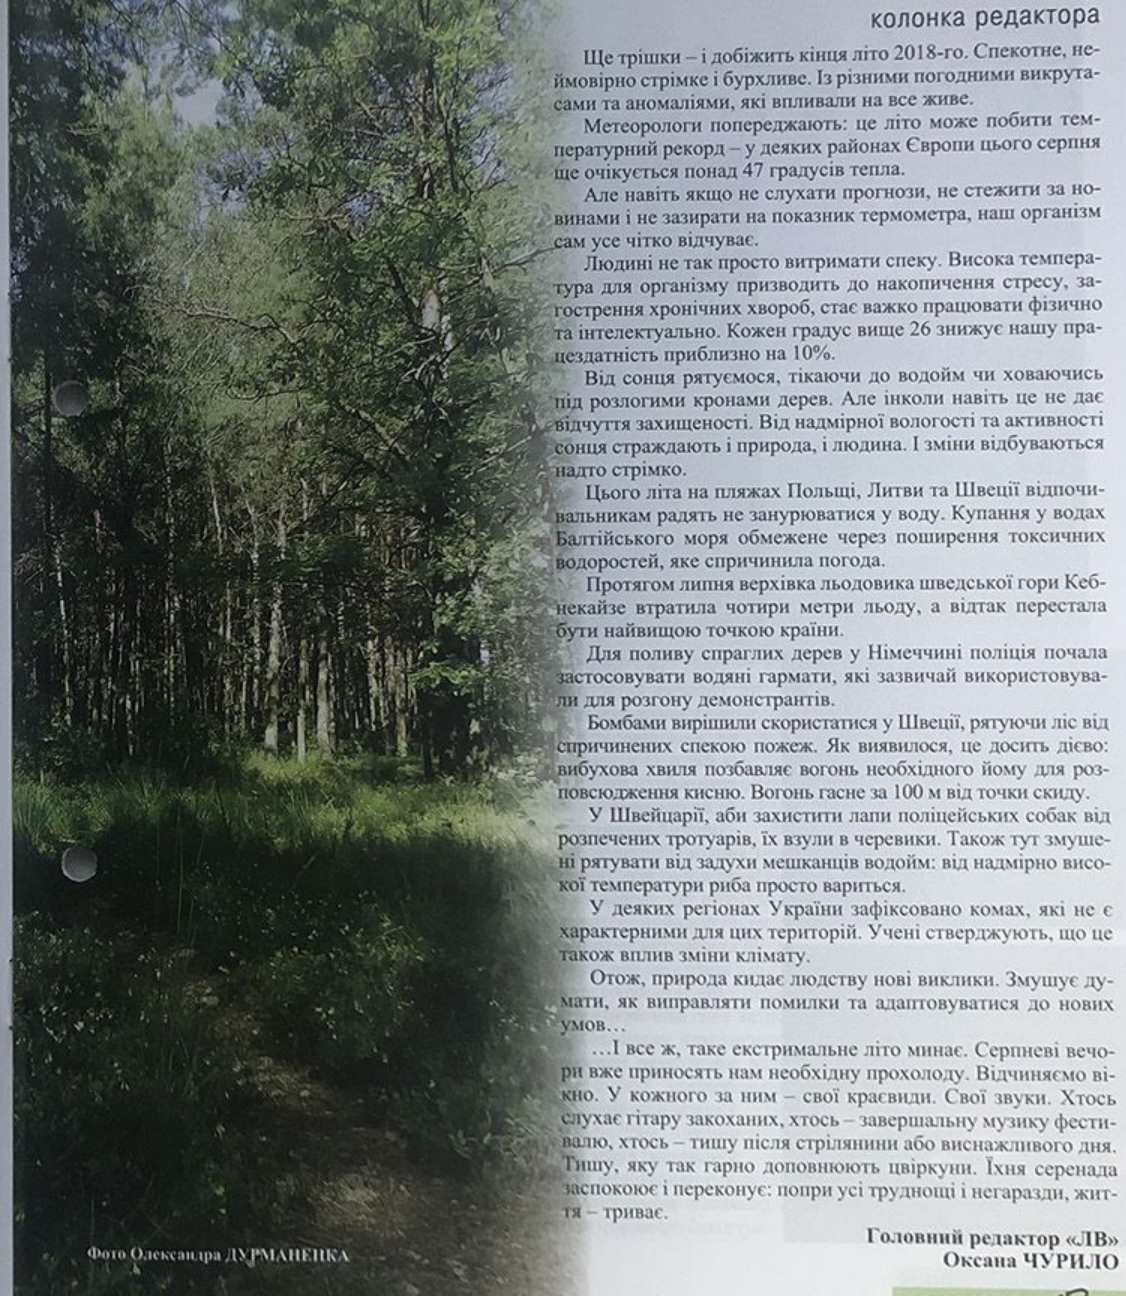 колонка редактора
Ще трішки – і добіжить кінця літо 2018-го. Спекотне, не-
ймовірно стрімке і бурхливе. Із різними погодними викрута-
сами та аномаліями, які впливали на все живе.
Метеорологи попереджають: це літо може побити тем-
пературний рекорд – у деяких районах Європи цього серпня
ще очікується понад 47 градусів тепла.
Але навіть якщо не слухати прогнози, не стежити за но-
винами і не зазирати на показник термометра, наш організм
сам усе чітко відчуває.
Людині не так просто витримати спеку. Висока темпера-
тура для організму призводить до накопичення стресу, за-
гострення хронічних хвороб, стає важко працювати фізично
та інтелектуально. Кожен градус вище 26 знижує нашу пра-
цездатність приблизно на 10%.
Від сонця рятуємося, тікаючи до водойм чи ховаючись
під розлогими кронами дерев. Але інколи навіть це не дає
відчуття захищеності. Від надмірної вологості та активності
сонця страждають і природа, і людина. І зміни відбуваються
надто стрімко.
Цього літа на пляжах Польщі, Литви та Швеції відпочи-
вальникам радять не занурюватися у воду. Купання у водах
Балтійського моря обмежене через поширення токсичних
водоростей, яке спричинила погода.
Протягом липня верхівка льодовика шведської гори Кеб-
некайзе втратила чотири метри льоду, а відтак перестала
бути найвищою точкою країни.
Для поливу спраглих дерев у Німеччині поліція почала
застосовувати водяні гармати, які зазвичай використовува-
ли для розгону демонстрантів.
Бомбами вирішили скористатися у Швеції, рятуючи ліс від
спричинених спекою пожеж. Як виявилося, це досить дієво:
вибухова хвиля позбавляє вогонь необхідного йому для роз-
повсюдження кисню. Вогонь гасне за 100 м від точки скиду.
У Швейцарії, аби захистити лапи поліцейських собак від
розпечених тротуарів, їх взули в черевики. Також тут змуше-
ні рятувати від задухи мешканців водойм: від надмірно висо-
кої температури риба просто вариться.
У деяких регіонах України зафіксовано комах, які не є
характерними для цих територій. Учені стверджують, що це
також вплив зміни клімату.
Отож, природа кидає людству нові виклики. Змушує ду-
мати, як виправляти помилки та адаптовуватися до нових
умов…
…І все ж, таке екстримальне літо минає. Серпневі вечо-
ри вже приносять нам необхідну прохолоду. Відчиняємо ві-
кно. У кожного за ним – свої краєвиди. Свої звуки. Хтось
слухає гітару закоханих, хтось – завершальну музику фести-
валю, хтось – тишу після стрілянини або виснажливого дня.
Тишу, яку так гарно доповнюють цвіркуни. Їхня серенада
заспокоює і переконує: попри усі труднощі і негаразди, жит-
тя – триває.
Головний редактор «ЛВ»
Оксана ЧУРИЛО
Фото Олександра ДУРМАНЕНКА